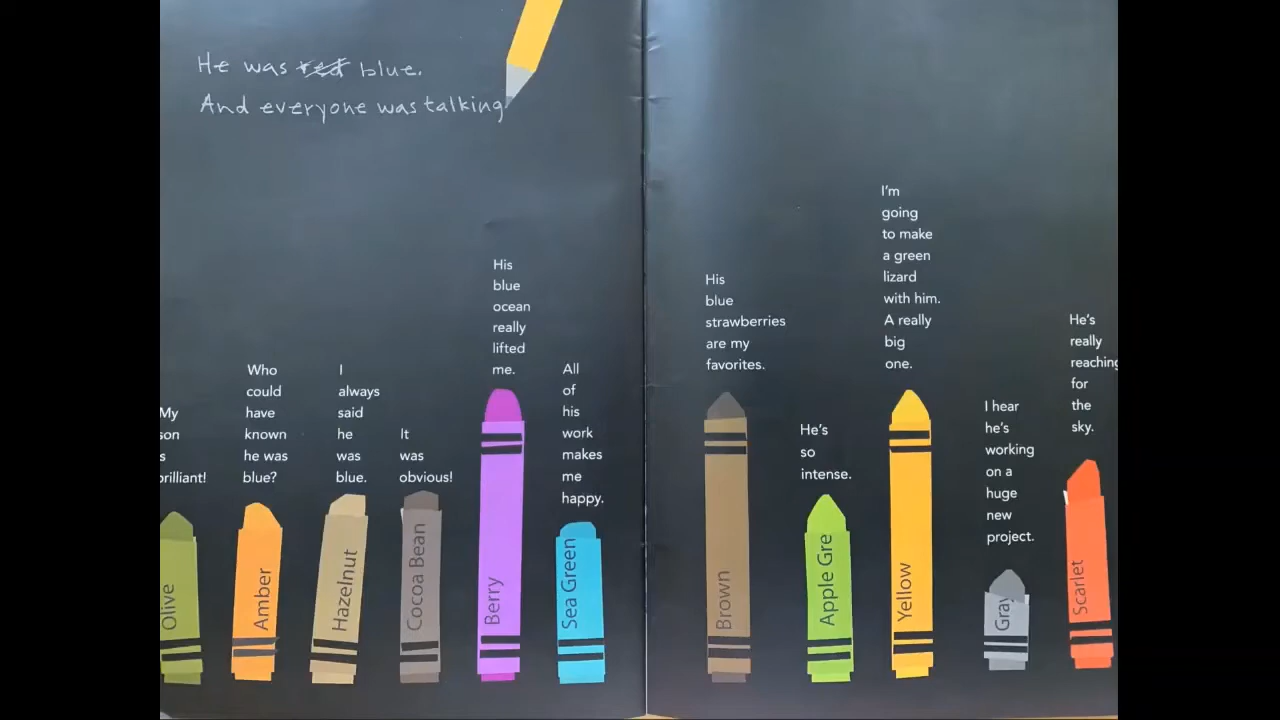 He was red blue.
And everyone was talking
My
son
is
brilliant!
Who
could
have
known
he was
blue?
I
always
said
he
was
blue.
It
was
obvious!
His
blue
ocean
really
lifted
me.
All
of
his
work
makes
me
happy.
His
blue
strawberries
are my
favorites.
He's
so
intense.
I'm
going
to make
a green
lizard
with him.
A really
big
one.
I hear
he's
working
on a
huge
new
project.
He's
really
reaching
for
the
sky.
Olive
Amber
Hazelnut
Cocoa Bean
Berry
Sea Green
Brown
Apple Gre
Yellow
Gray
Scarlet